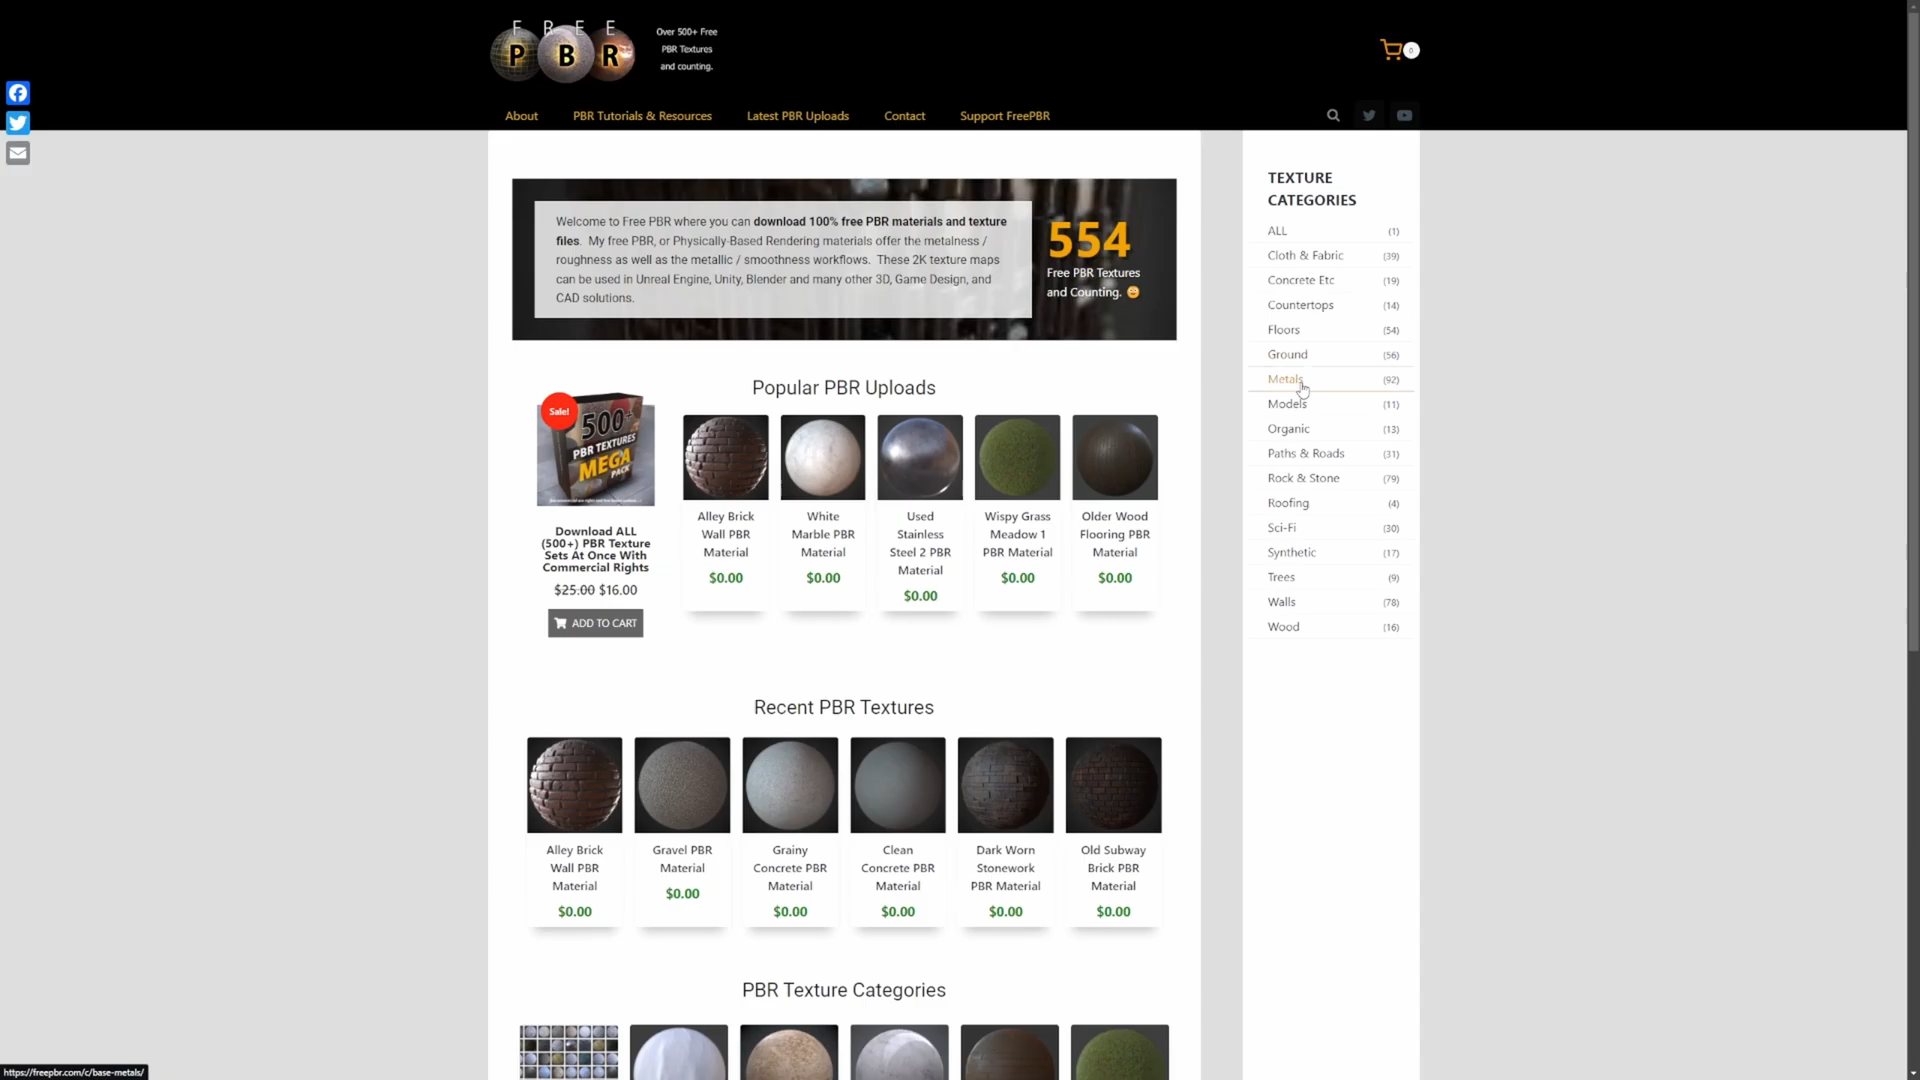 F R E E
P B R
Over 500+ Free
PBR Textures
and counting.
0
About
PBR Tutorials & Resources
Latest PBR Uploads
Contact
Support FreePBR
Welcome to Free PBR where you can download 100% free PBR materials and texture
files. My free PBR, or Physically-Based Rendering materials offer the metalness /
roughness as well as the metallic / smoothness workflows. These 2K texture maps
can be used in Unreal Engine, Unity, Blender and many other 3D, Game Design, and
CAD solutions.
554
Free PBR Textures
and Counting.
TEXTURE
CATEGORIES
ALL (1)
Cloth & Fabric (39)
Concrete Etc (19)
Countertops (14)
Floors (54)
Ground (56)
Metals (92)
Models (11)
Organic (13)
Paths & Roads (31)
Rock & Stone (79)
Roofing (4)
Sci-Fi (30)
Synthetic (17)
Trees (9)
Walls (78)
Wood (16)
Sale!
500+
PBR TEXTURES
MEGA
PACK
Download ALL
(500+) PBR Texture
Sets At Once With
Commercial Rights
$25.00 $16.00
ADD TO CART
Popular PBR Uploads
Alley Brick
Wall PBR
Material
$0.00
White
Marble PBR
Material
$0.00
Used
Stainless
Steel 2 PBR
Material
$0.00
Wispy Grass
Meadow 1
PBR Material
$0.00
Older Wood
Flooring PBR
Material
$0.00
Recent PBR Textures
Alley Brick
Wall PBR
Material
$0.00
Gravel PBR
Material
$0.00
Grainy
Concrete PBR
Material
$0.00
Clean
Concrete PBR
Material
$0.00
Dark Worn
Stonework
PBR Material
$0.00
Old Subway
Brick PBR
Material
$0.00
PBR Texture Categories
https://freepbr.com/c/base-metals/